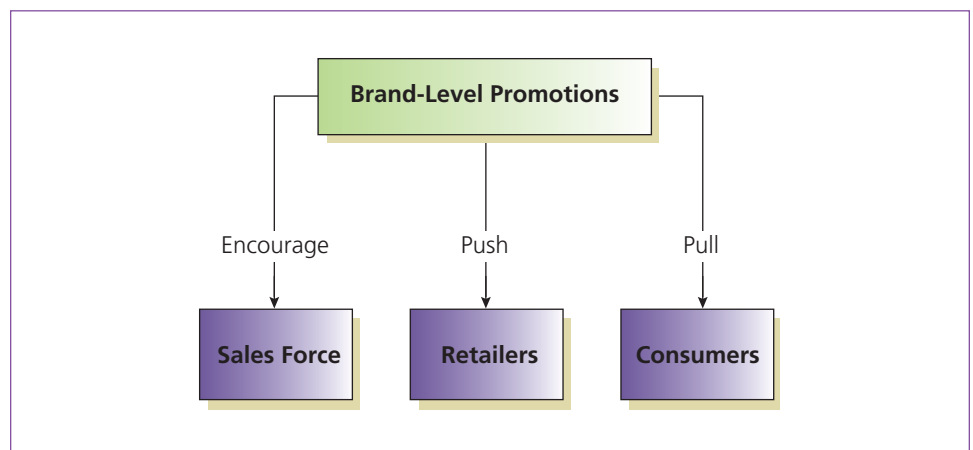 Brand-Level Promotions
Encourage
Push
Pull
Sales Force
Retailers
Consumers